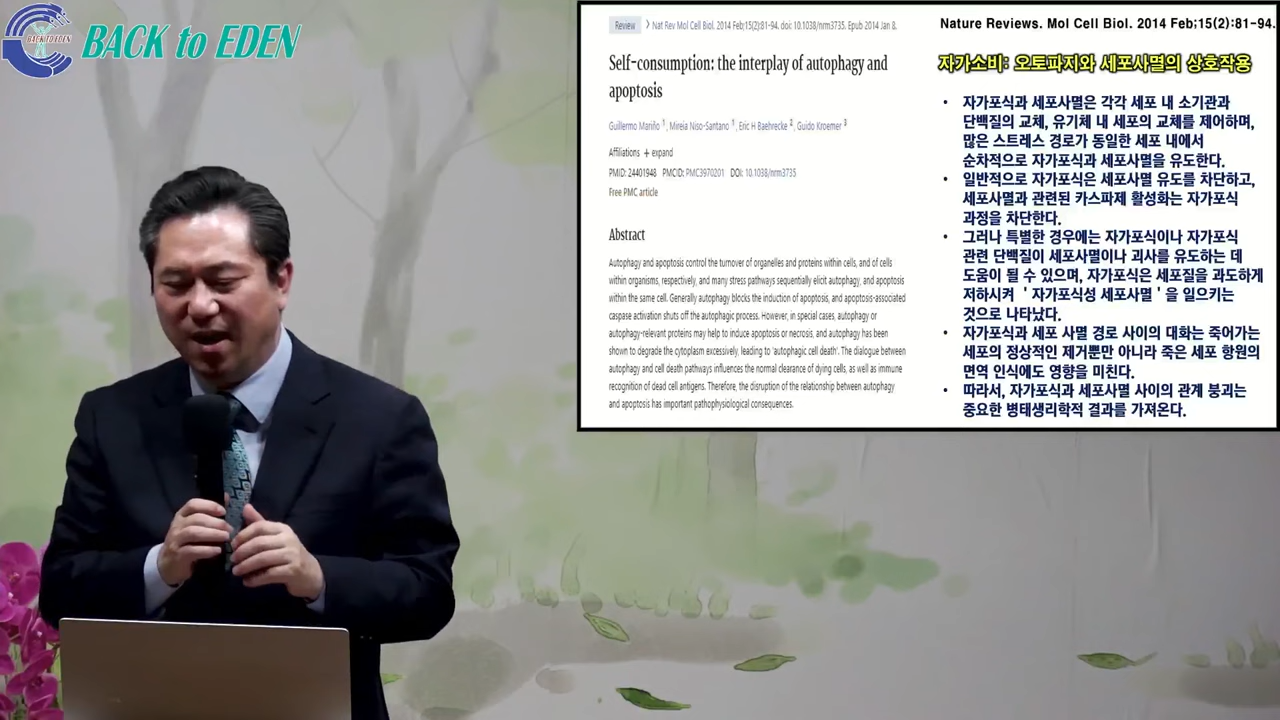 BACK TO EDEN
BACK to EDEN
Review
Nat Rev Mol Cell Biol. 2014 Feb;15(2):81-94. doi: 10.1038/nrm3735. Epub 2014 Jan 8.
Self-consumption: the interplay of autophagy and
apoptosis
Guillermo Mariño 1, Mireia Niso-Santano 1, Eric H Baehrecke 2, Guido Kroemer 3
Affiliations + expand
PMID: 24401948 PMCID: PMC3970201 DOI: 10.1038/nrm3735
Free PMC article
Abstract
Autophagy and apoptosis control the turnover of organelles and proteins within cells, and of cells
within organisms, respectively, and many stress pathways sequentially elicit autophagy, and apoptosis
within the same cell. Generally autophagy blocks the induction of apoptosis, and apoptosis-associated
caspase activation shuts off the autophagic process. However, in special cases, autophagy or
autophagy-relevant proteins may help to induce apoptosis or necrosis, and autophagy has been
shown to degrade the cytoplasm excessively, leading to 'autophagic cell death'. The dialogue between
autophagy and cell death pathways influences the normal clearance of dying cells, as well as immune
recognition of dead cell antigens. Therefore, the disruption of the relationship between autophagy
and apoptosis has important pathophysiological consequences.
Nature Reviews. Mol Cell Biol. 2014 Feb;15(2):81-94.
자가소비: 오토파지와 세포사멸의 상호작용
• 자가포식과 세포사멸은 각각 세포 내 소기관과
단백질의 교체, 유기체 내 세포의 교체를 제어하며,
많은 스트레스 경로가 동일한 세포 내에서
순차적으로 자가포식과 세포사멸을 유도한다.
• 일반적으로 자가포식은 세포사멸 유도를 차단하고,
세포사멸과 관련된 카스파제 활성화는 자가포식
과정을 차단한다.
• 그러나 특별한 경우에는 자가포식이나 자가포식
관련 단백질이 세포사멸이나 괴사를 유도하는 데
도움이 될 수 있으며, 자가포식은 세포질을 과도하게
저하시켜 ' 자가포식성 세포사멸 ' 을 일으키는
것으로 나타났다.
• 자가포식과 세포 사멸 경로 사이의 대화는 죽어가는
세포의 정상적인 제거뿐만 아니라 죽은 세포 항원의
면역 인식에도 영향을 미친다.
• 따라서, 자가포식과 세포사멸 사이의 관계 붕괴는
중요한 병태생리학적 결과를 가져온다.